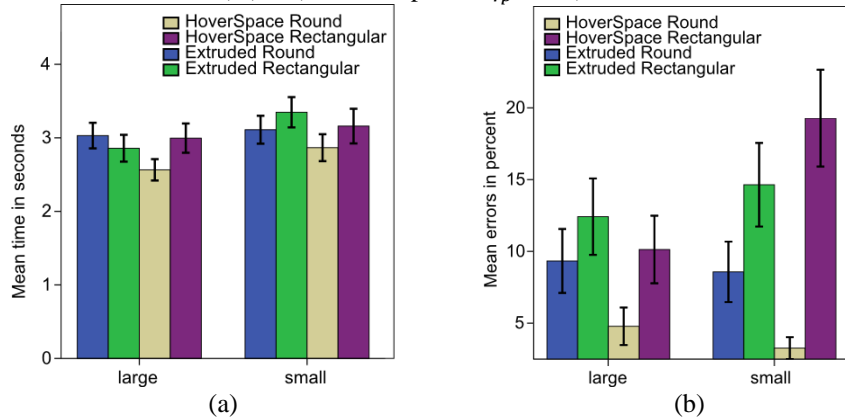 HoverSpace Round
HoverSpace Rectangular
Extruded Round
Extruded Rectangular
4
3
2
1
0
Mean time in seconds
large
small
(a)
HoverSpace Round
HoverSpace Rectangular
Extruded Round
Extruded Rectangular
20
15
10
5
Mean errors in percent
large
small
(b)